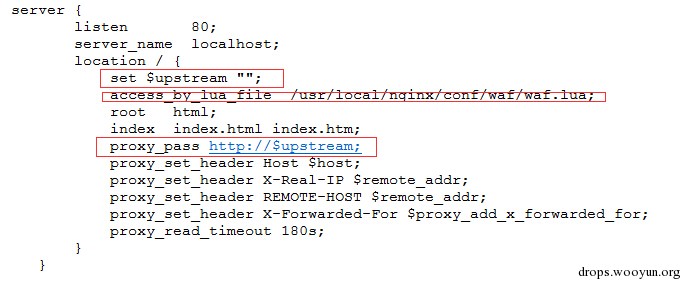 server {
listen 80;
server_name localhost;
location / {
set $upstream "";
access_by_lua_file /usr/local/nginx/conf/waf/waf.lua;
root html;
index index.html index.htm;
proxy_pass http://$upstream;
proxy_set_header Host $host;
proxy_set_header X-Real-IP $remote_addr;
proxy_set_header REMOTE-HOST $remote_addr;
proxy_set_header X-Forwarded-For $proxy_add_x_forwarded_for;
proxy_read_timeout 180s;
}
}
drops.wooyun.org